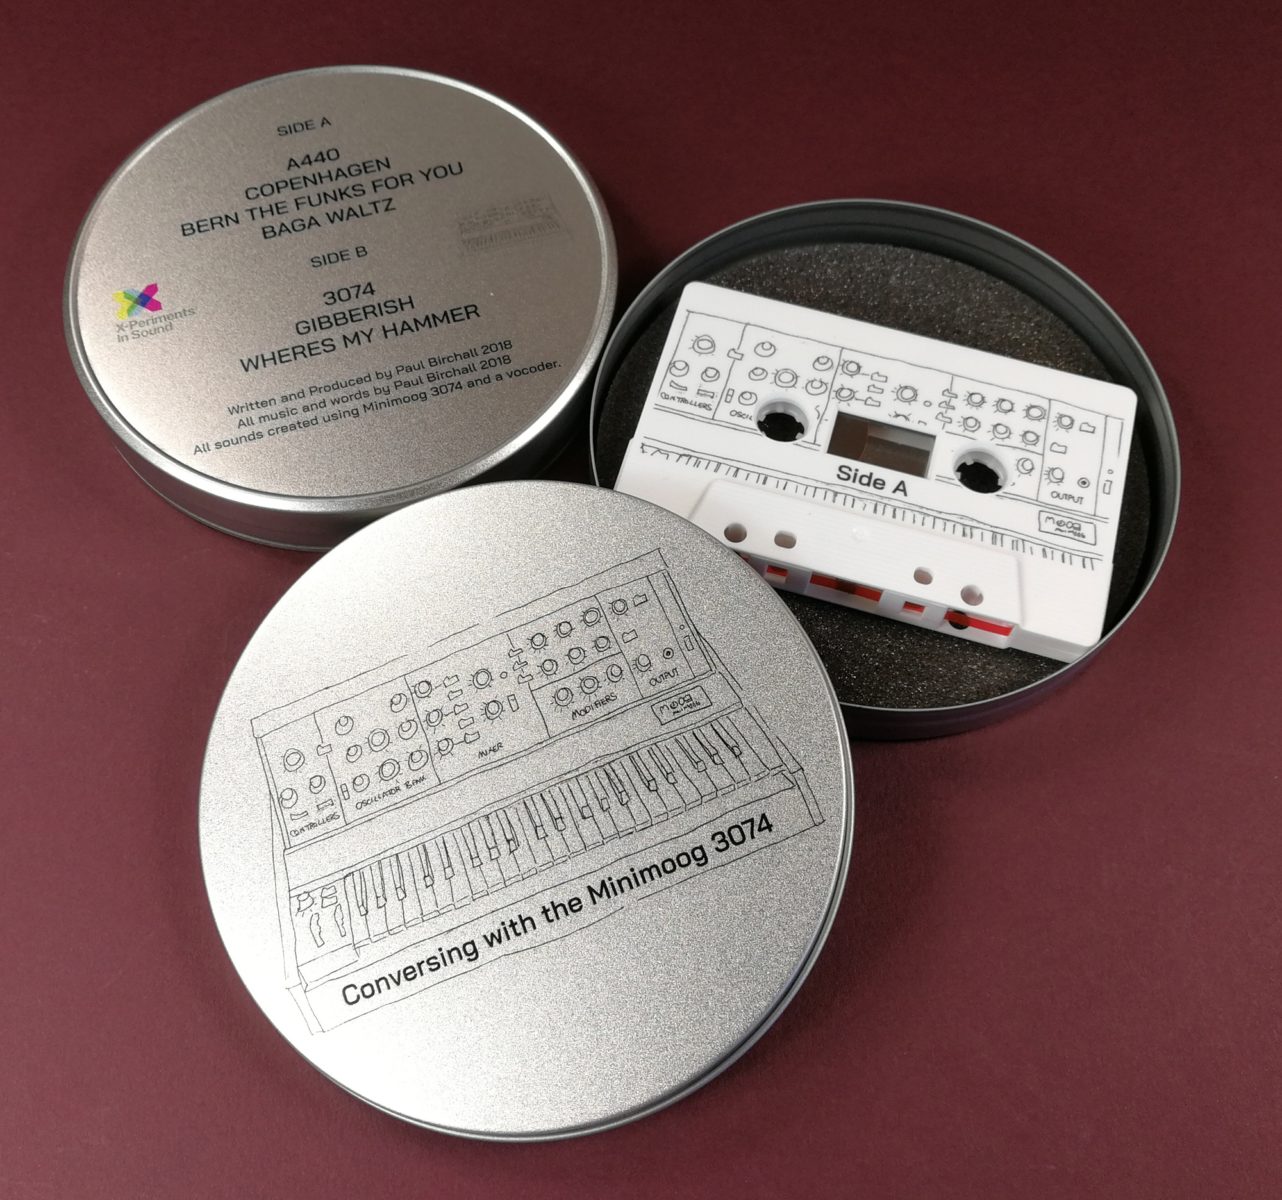 SIDE A
A440
COPENHAGEN
BERN THE FUNKS FOR YOU
BAGA WALTZ
SIDE B
3074
GIBBERISH
WHERES MY HAMMER
X-Periments
In Sound
Written and Produced by Paul Birchall 2018
All music and words by Paul Birchall 2018
All sounds created using Minimoog 3074 and a vocoder.
CONTROLLERS
OSCIL
Side A
OUTPUT
moog
CONTROLLERS
OSCILLATOR BANK
MIXER
MODIFIERS
OUTPUT
moog
Conversing with the Minimoog 3074